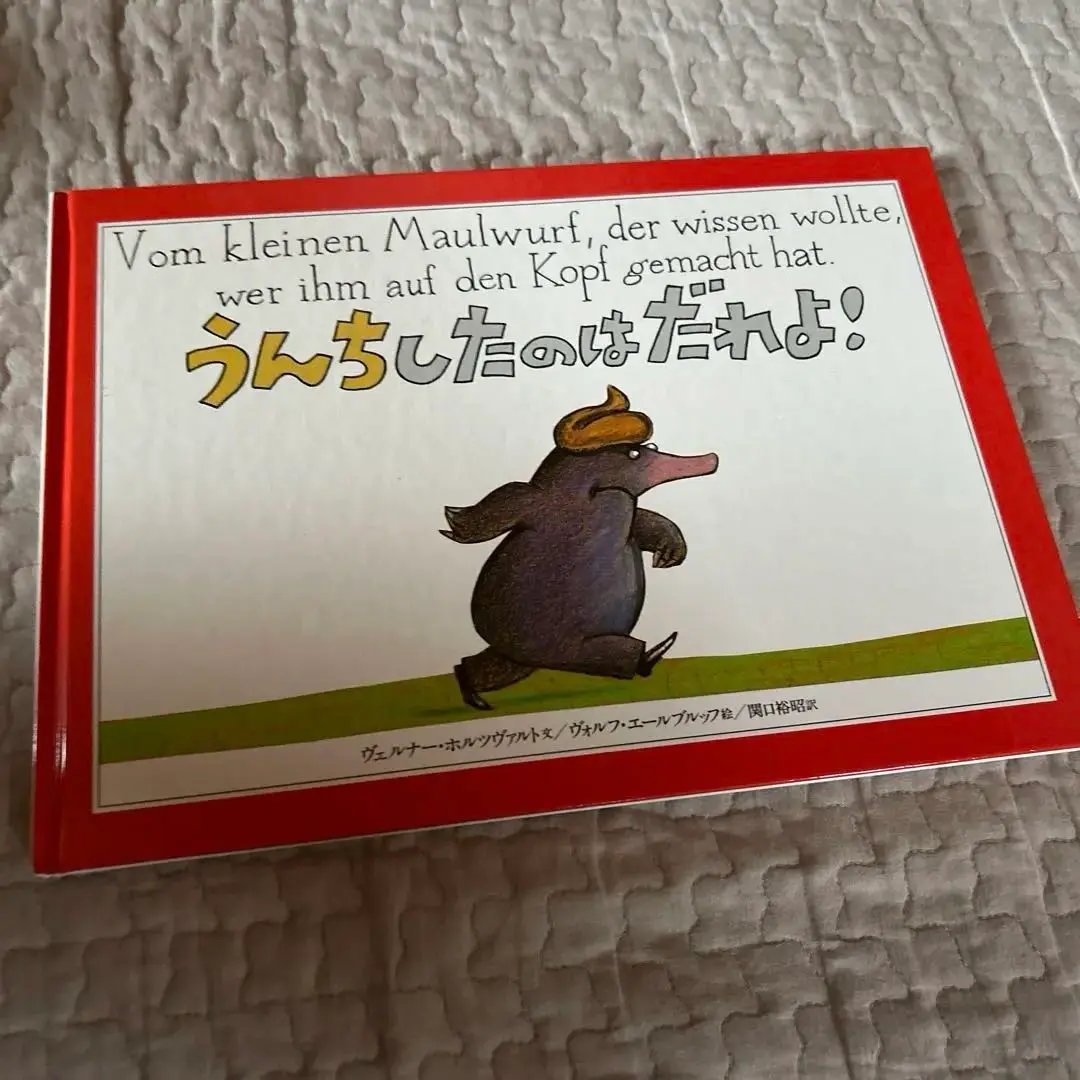 Vom kleinen Maulwurf, der wissen wollte,
wer ihm auf den Kopf gemacht hat.
うんちしたのはだれよ!
ヴェルナー・ホルツヴァルト文/ヴォルフ・エールブルッフ絵/関口裕昭訳